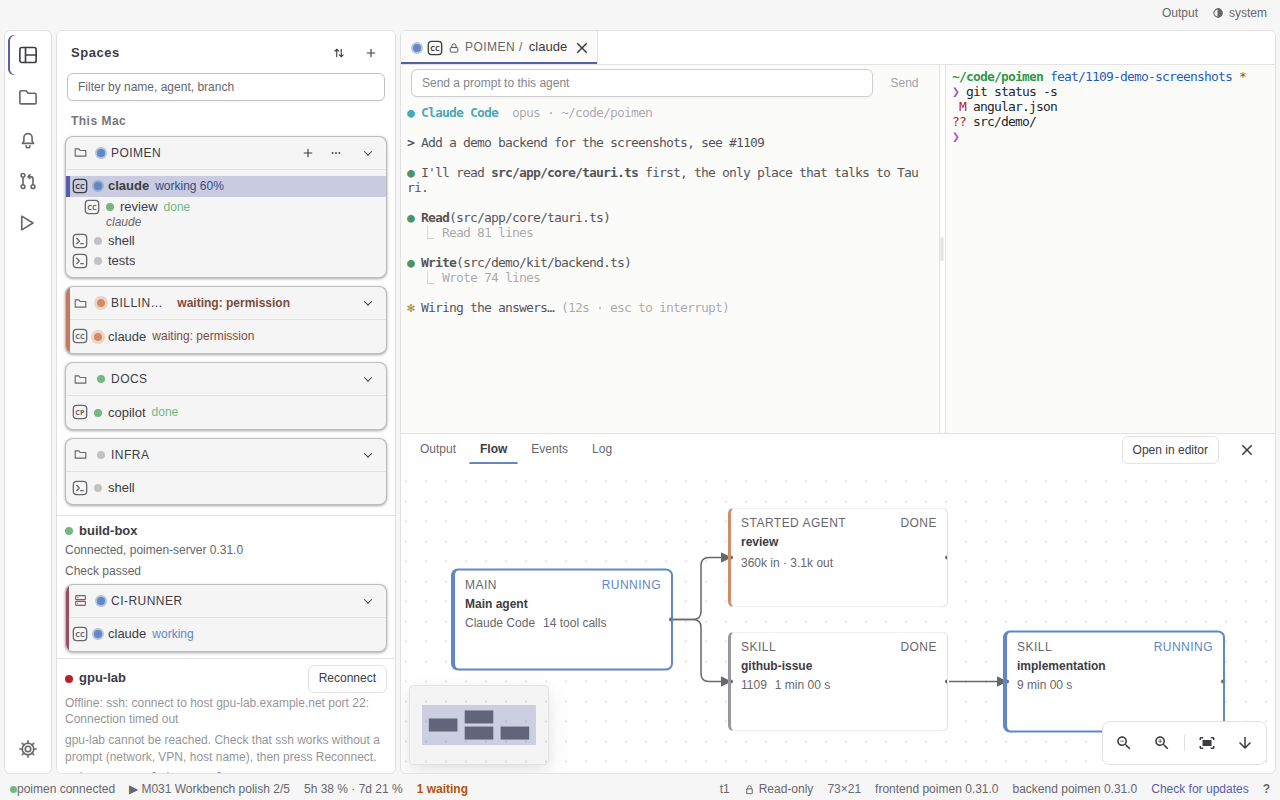 Output system
Spaces
Filter by name, agent, branch
This Mac
POIMEN
CC claude working 60%
CC review done
claude
shell
tests
BILLIN… waiting: permission
CC claude waiting: permission
DOCS
CP copilot done
INFRA
shell
build-box
Connected, poimen-server 0.31.0
Check passed
CI-RUNNER
CC claude working
gpu-lab Reconnect
Offline: ssh: connect to host gpu-lab.example.net port 22:
Connection timed out
gpu-lab cannot be reached. Check that ssh works without a
prompt (network, VPN, host name), then press Reconnect.
CC POIMEN / claude
Send a prompt to this agent Send
● Claude Code opus · ~/code/poimen
> Add a demo backend for the screenshots, see #1109
● I'll read src/app/core/tauri.ts first, the only place that talks to Tau
ri.
● Read(src/app/core/tauri.ts)
⎿ Read 81 lines
● Write(src/demo/kit/backend.ts)
⎿ Wrote 74 lines
✻ Wiring the answers… (12s · esc to interrupt)
~/code/poimen feat/1109-demo-screenshots *
❯ git status -s
M angular.json
?? src/demo/
❯
Output Flow Events Log Open in editor
MAIN RUNNING
Main agent
Claude Code 14 tool calls
STARTED AGENT DONE
review
360k in · 3.1k out
SKILL DONE
github-issue
1109 1 min 00 s
SKILL RUNNING
implementation
9 min 00 s
poimen connected ▶ M031 Workbench polish 2/5 5h 38 % · 7d 21 % 1 waiting t1 Read-only 73×21 frontend poimen 0.31.0 backend poimen 0.31.0 Check for updates ?